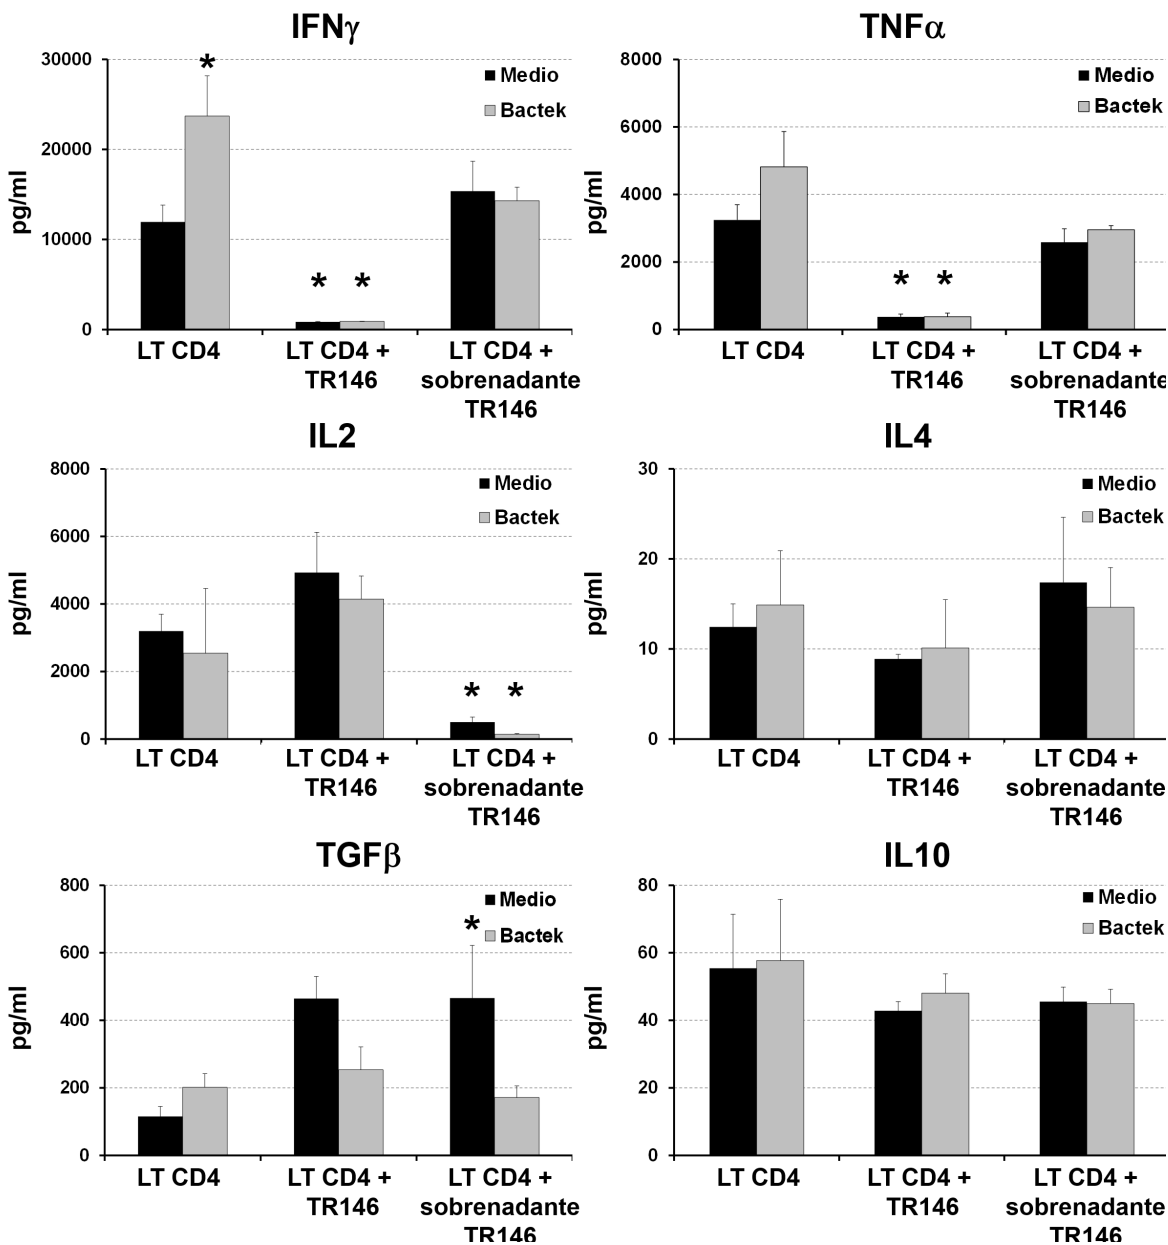 IFNγ
pg/ml
30000
20000
10000
0
*
* *
Medio
Bactek
LT CD4
LT CD4 +
TR146
LT CD4 +
sobrenadante
TR146
TNFα
pg/ml
8000
6000
4000
2000
0
* *
Medio
Bactek
LT CD4
LT CD4 +
TR146
LT CD4 +
sobrenadante
TR146
IL2
pg/ml
8000
6000
4000
2000
0
* *
Medio
Bactek
LT CD4
LT CD4 +
TR146
LT CD4 +
sobrenadante
TR146
IL4
pg/ml
30
20
10
0
Medio
Bactek
LT CD4
LT CD4 +
TR146
LT CD4 +
sobrenadante
TR146
TGFβ
pg/ml
800
600
400
200
0
*
Medio
Bactek
LT CD4
LT CD4 +
TR146
LT CD4 +
sobrenadante
TR146
IL10
pg/ml
80
60
40
20
0
Medio
Bactek
LT CD4
LT CD4 +
TR146
LT CD4 +
sobrenadante
TR146